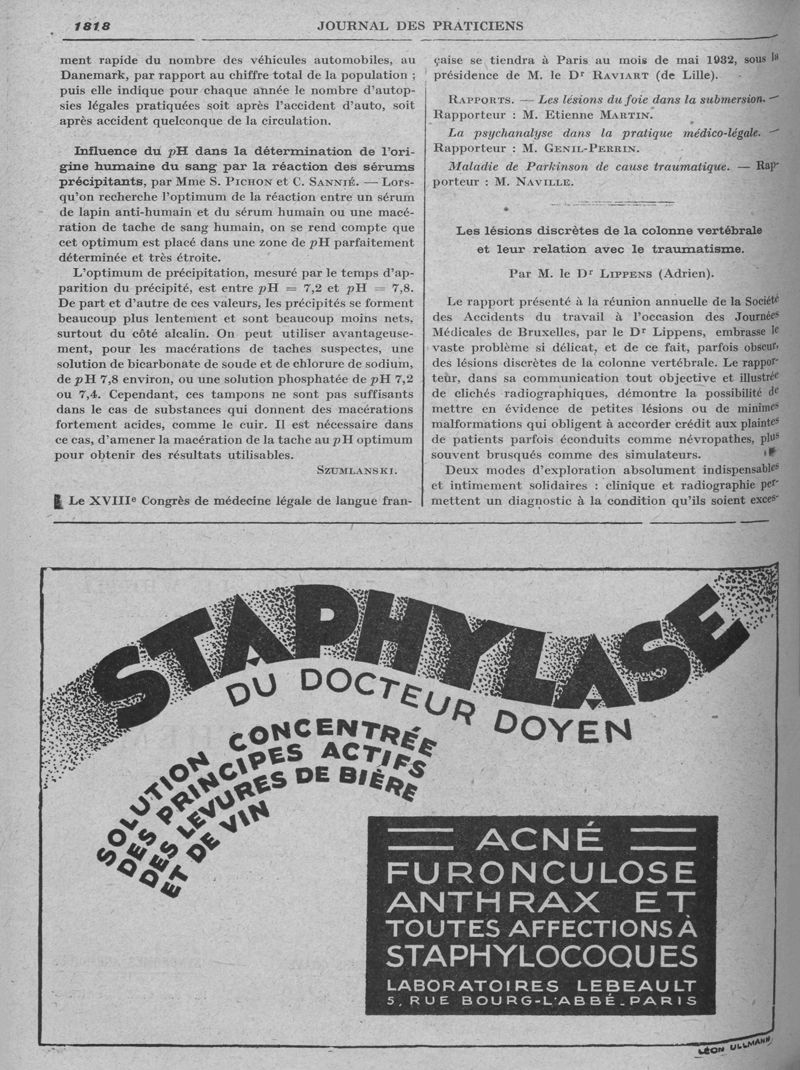 1818
JOURNAL DES PRATICIENS
ment rapide du nombre des véhicules automobiles, au
Danemark, par rapport au chiffre total de la population ;
puis elle indique pour chaque année le nombre d'autop-
sies légales pratiquées soit après l'accident d'auto, soit
après accident quelconque de la circulation.
Influence du pH dans la détermination de l'ori-
gine humaine du sang par la réaction des sérums
précipitants, par Mme S. PICHON et C. SANNIÉ. — Lors-
qu'on recherche l'optimum de la réaction entre un sérum
de lapin anti-humain et du sérum humain ou une macé-
ration de tache de sang humain, on se rend compte que
cet optimum est placé dans une zone de pH parfaitement
déterminée et très étroite.
L'optimum de précipitation, mesuré par le temps d'ap-
parition du précipité, est entre pH = 7,2 et pH = 7,8.
De part et d'autre de ces valeurs, les précipités se forment
beaucoup plus lentement et sont beaucoup moins nets,
surtout du côté alcalin. On peut utiliser avantageuse-
ment, pour les macérations de taches suspectes, une
solution de bicarbonate de soude et de chlorure de sodium,
de pH 7,8 environ, ou une solution phosphatée de pH 7,2
ou 7,4. Cependant, ces tampons ne sont pas suffisants
dans le cas de substances qui donnent des macérations
fortement acides, comme le cuir. Il est nécessaire dans
ce cas, d'amener la macération de la tache au pH optimum
pour obtenir des résultats utilisables.
SZUMLANSKI.
Le XVIIIe Congrès de médecine légale de langue fran-
çaise se tiendra à Paris au mois de mai 1932, sous la
présidence de M. le Dr RAVIART (de Lille).
RAPPORTS. — Les lésions du foie dans la submersion. —
Rapporteur : M. Etienne MARTIN.
La psychanalyse dans la pratique médico-légale. —
Rapporteur : M. GENIL-PERRIN.
Maladie de Parkinson de cause traumatique. — Rap-
porteur : M. NAVILLE.
Les lésions discrètes de la colonne vertébrale
et leur relation avec le traumatisme.
Par M. le Dr LIPPENS (Adrien).
Le rapport présenté à la réunion annuelle de la Société
des Accidents du travail à l'occasion des Journées
Médicales de Bruxelles, par le Dr Lippens, embrasse le
vaste problème si délicat, et de ce fait, parfois obscur,
des lésions discrètes de la colonne vertébrale. Le rappor-
teur, dans sa communication tout objective et illustrée
de clichés radiographiques, démontre la possibilité de
mettre en évidence de petites lésions ou de minimes
malformations qui obligent à accorder crédit aux plaintes
de patients parfois éconduits comme névropathes, plus
souvent brusqués comme des simulateurs.
Deux modes d'exploration absolument indispensables
et intimement solidaires : clinique et radiographie per-
mettent un diagnostic à la condition qu'ils soient exces-
STAPHYLASE
DU DOCTEUR DOYEN
SOLUTION CONCENTRÉE
DES PRINCIPES ACTIFS
DES LEVURES DE BIÈRE
ET DE VIN
ACNÉ
FURONCULOSE
ANTHRAX ET
TOUTES AFFECTIONS À
STAPHYLOCOQUES
LABORATOIRES LEBEAULT
5, RUE BOURG-L'ABBÉ_PARIS
LÉON ULLMANN